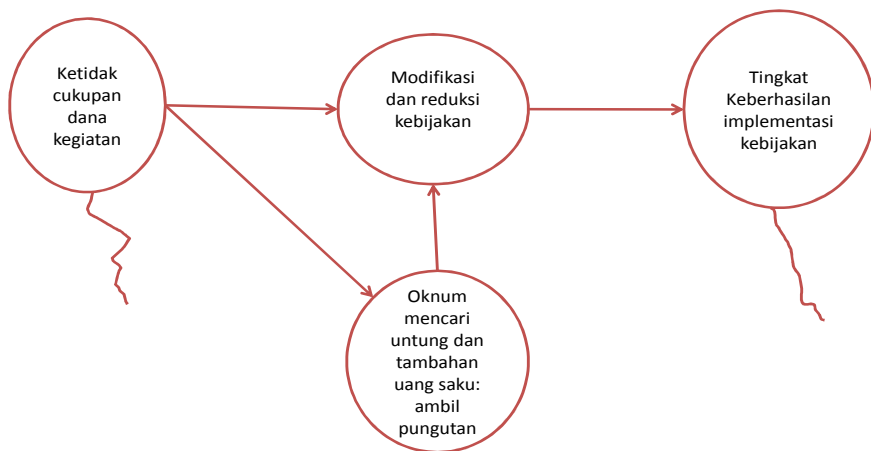 Ketidak
cukupan
dana
kegiatan
Modifikasi
dan reduksi
kebijakan
Tingkat
Keberhasilan
implementasi
kebijakan
Oknum
mencari
untung dan
tambahan
uang saku:
ambil
pungutan